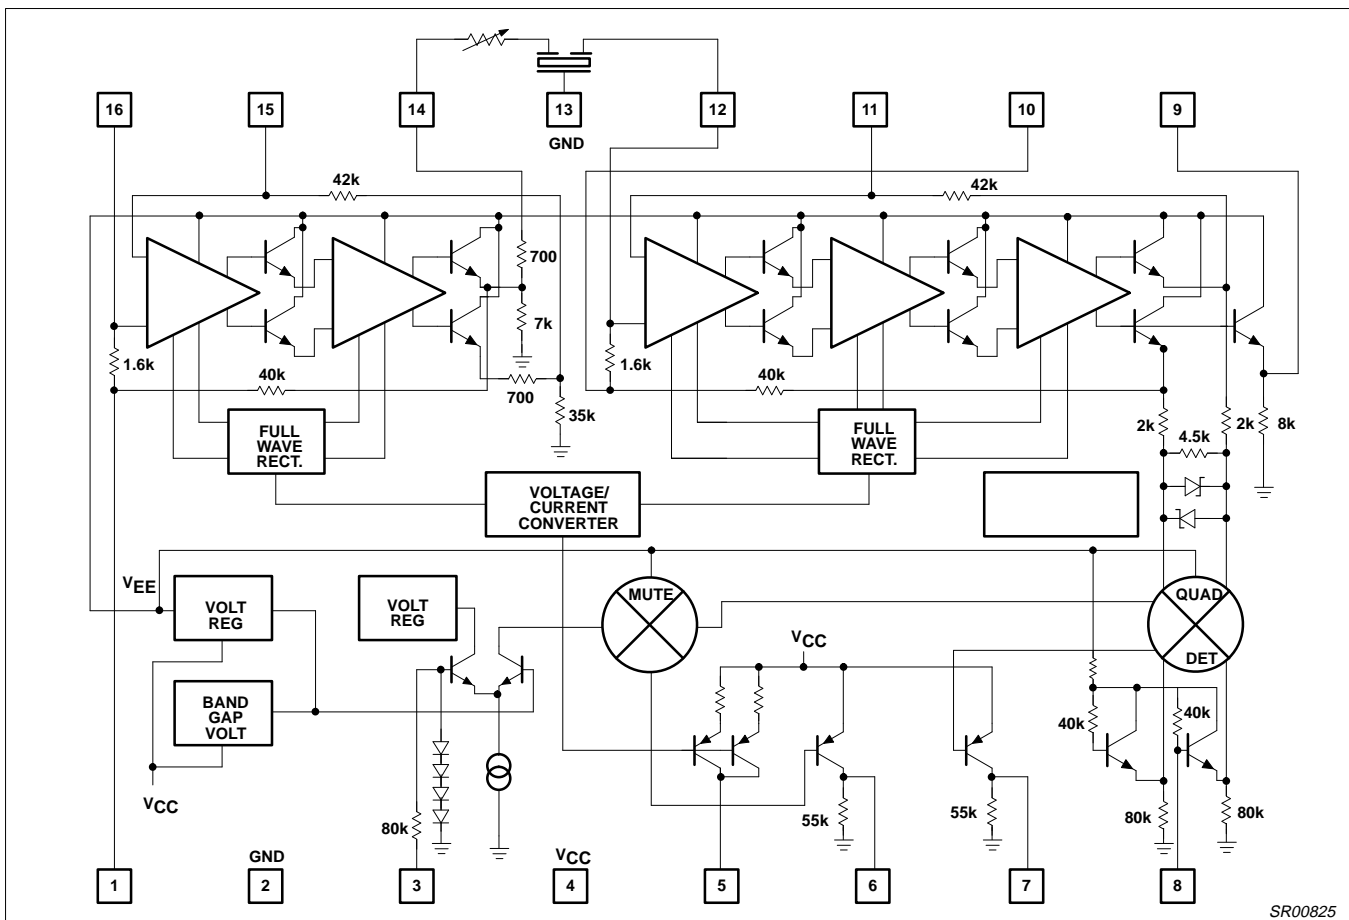 16
15
14
13
12
11
10
9
GND
42k
42k
700
7k
1.6k
40k
700
35k
1.6k
40k
2k
4.5k
2k
8k
FULL
WAVE
RECT.
FULL
WAVE
RECT.
VOLTAGE/
CURRENT
CONVERTER
VEE
VOLT
REG
VOLT
REG
MUTE
QUAD
DET
VCC
BAND
GAP
VOLT
40k
40k
VCC
80k
55k
55k
80k
80k
GND
VCC
1
2
3
4
5
6
7
8
SR00825